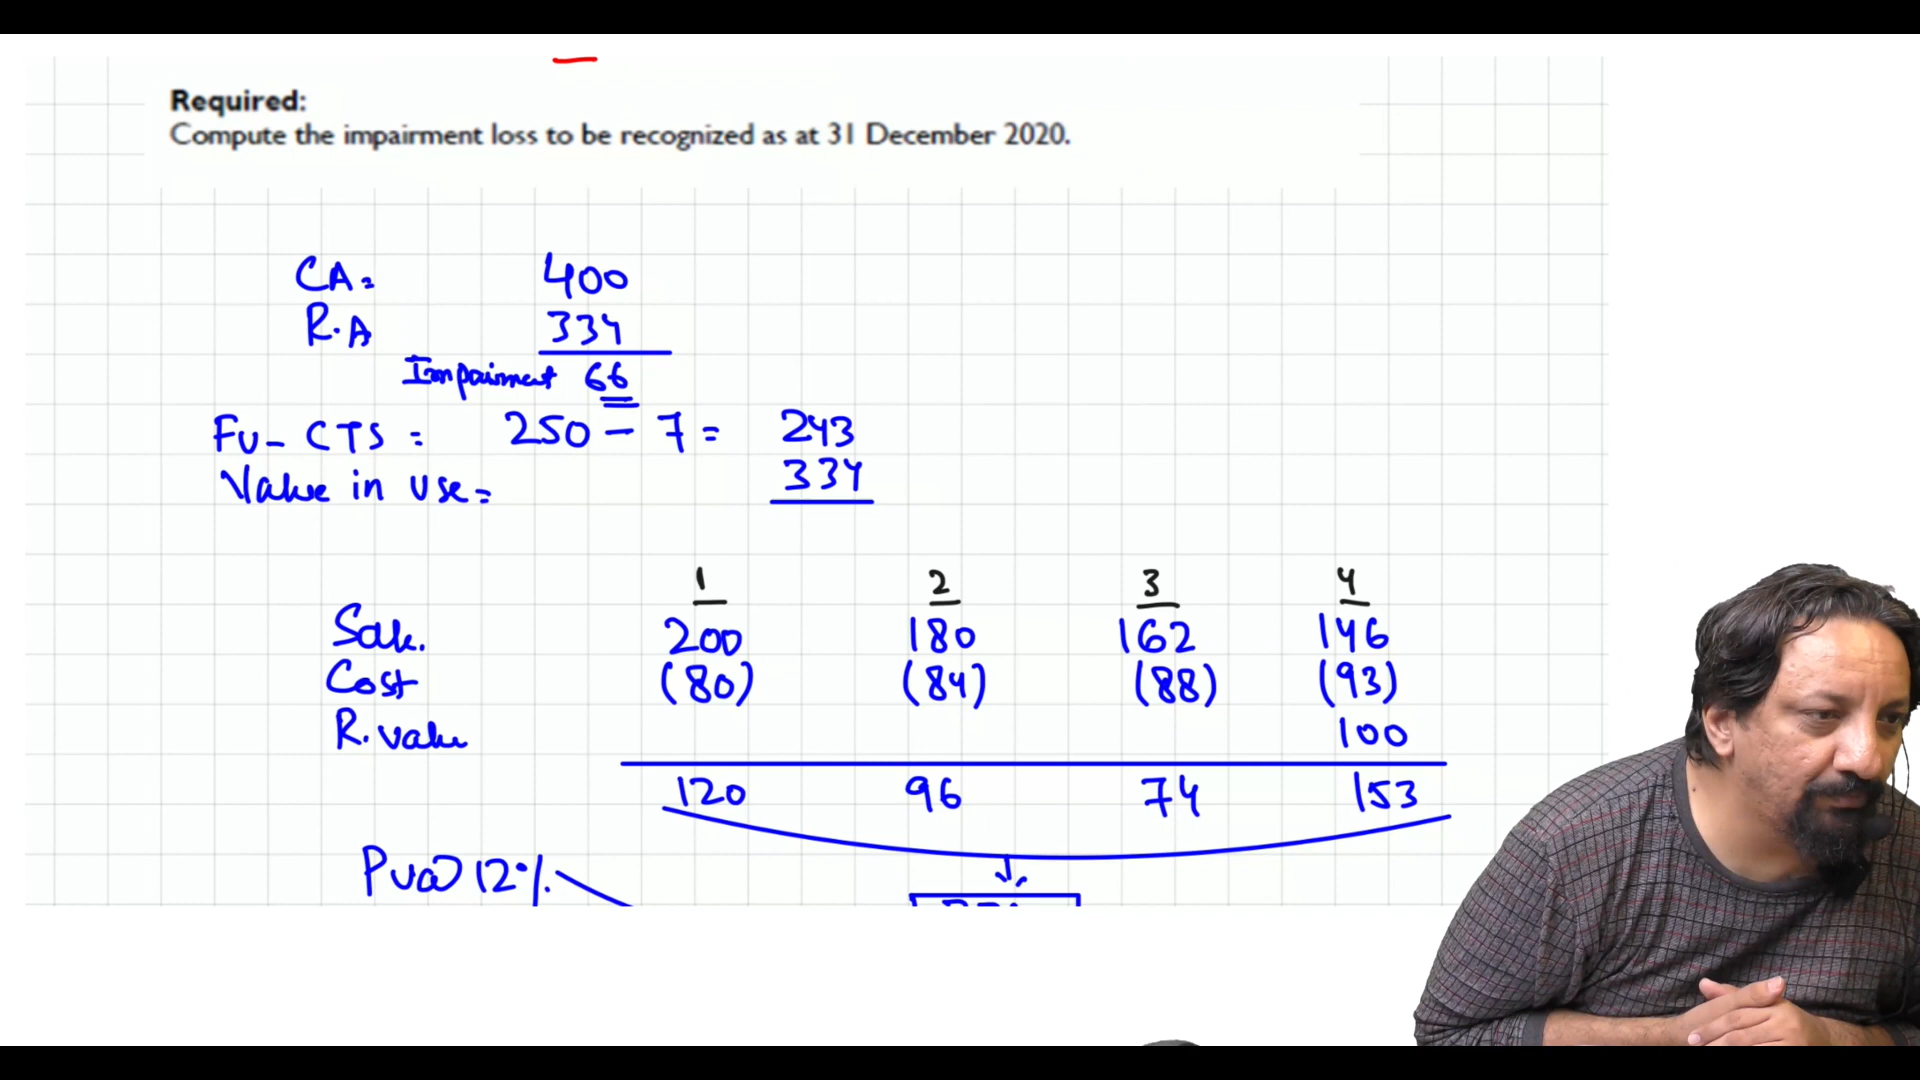 Required:
Compute the impairment loss to be recognized as at 31 December 2020.
CA= 400
R.A 334
Impairment 66
FV- CTS = 250 - 7 = 243
Value in use= 334
1 2 3 4
Sale. 200 180 162 146
Cost (80) (84) (88) (93)
R. value 100
120 96 74 153
PV@ 12%